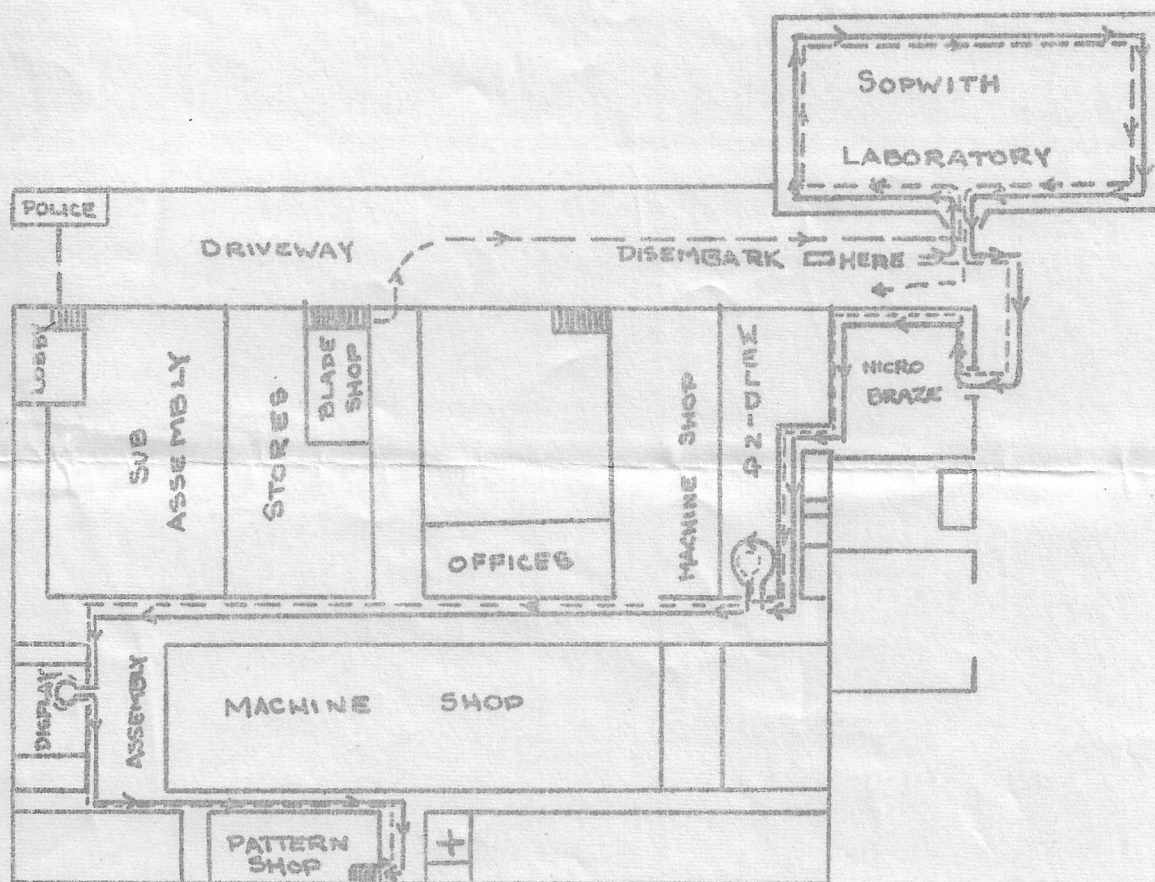 SOPWITH
LABORATORY
POLICE
DRIVEWAY
DISEMBARK HERE
LOBBY
SUB
ASSEMBLY
STORES
BLADE
SHOP
OFFICES
MACHINE SHOP
NICRO
BRAZE
DISPLAY
ASSEMBLY
MACHINE SHOP
PATTERN
SHOP